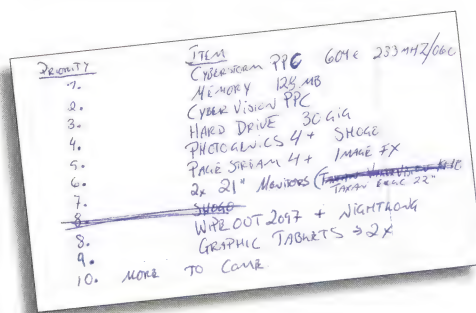 PRIORITY ITEM
1. CYBERSTORM PPC 604e 233MHZ/060
2. MEMORY 128 MB
3. CYBER VISION PPC
4. HARD DRIVE 30 GIG
5. PHOTOGENICS 4 + SHOGO
6. PAGE STREAM 4 + IMAGE FX
7. 2x 21" MONITORS (
TAXAN 22"
8. SHOGO
8. WIPEOUT 2097 + NIGHTLONG
9. GRAPHIC TABLETS → 2X
10. MORE TO COME